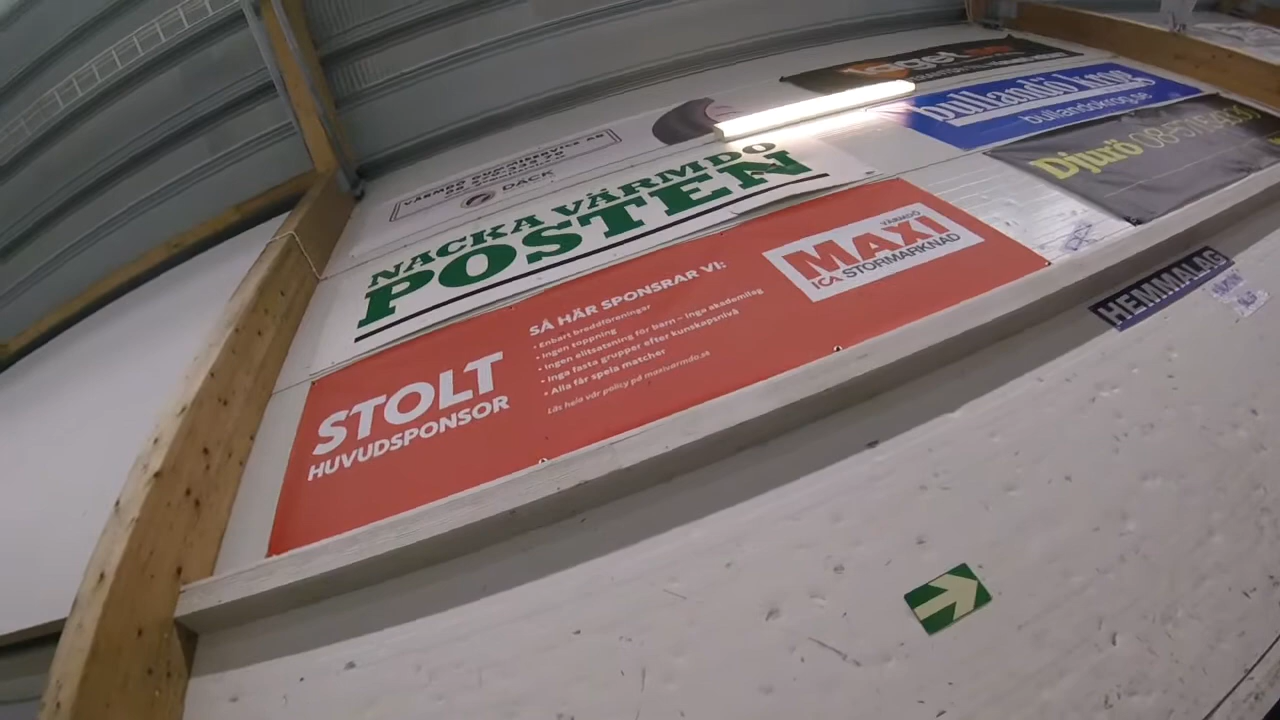 DÄCK
NACKA VÄRMDÖ
POSTEN
bullandö krog
bullandokrog.se
Djurö
STOLT
HUVUDSPONSOR
SÅ HÄR SPONSRAR VI:
• Enbart breddföreningar
• Ingen toppning
• Ingen elitsatsning för barn – inga akademilag
• Inga fasta grupper efter kunskapsnivå
• Alla får spela matcher
Läs hela vår policy på maxivarmdo.se
VÄRMDÖ
MAXI
ICA STORMARKNAD
HEMMALAG